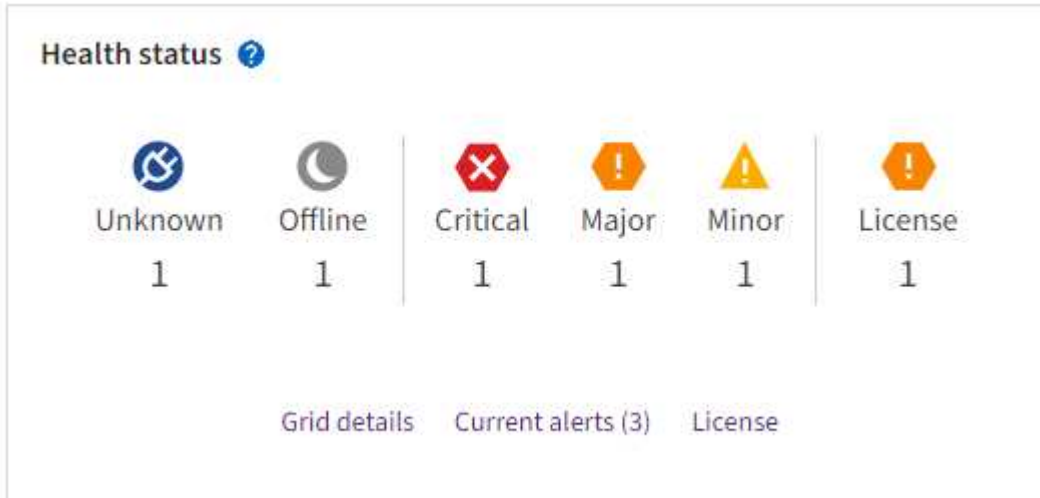 Health status ?
Unknown Offline Critical Major Minor License
1 1 1 1 1 1
Grid details Current alerts (3) License